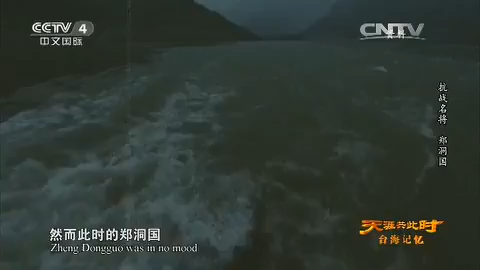 CCTV 4
中文国际
CNTV
抗战名将 郑洞国
天涯共此时
台海记忆
然而此时的郑洞国
Zheng Dongguo was in no mood